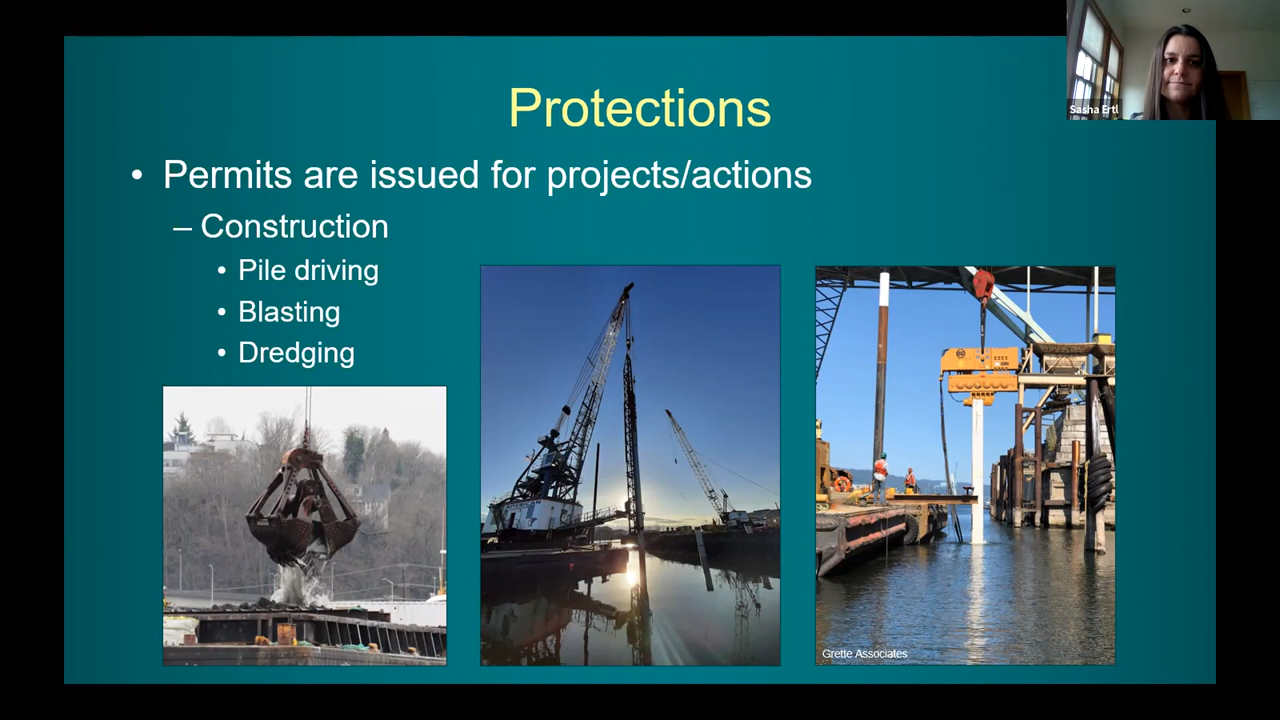 Protections
Sasha Ertl
• Permits are issued for projects/actions
– Construction
• Pile driving
• Blasting
• Dredging
Grette Associates